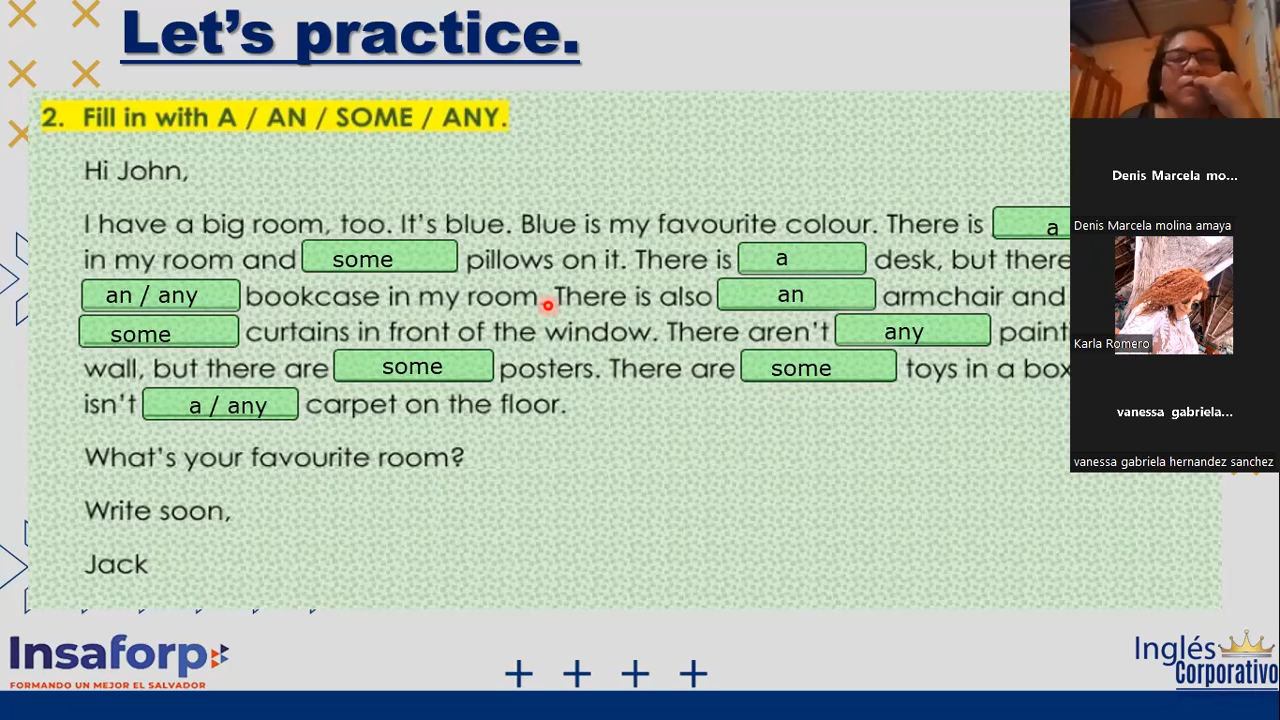 Let's practice.
2. Fill in with A / AN / SOME / ANY.
Hi John,
I have a big room, too. It's blue. Blue is my favourite colour. There is a
in my room and some pillows on it. There is a desk, but there
an / any bookcase in my room. There is also an armchair and
some curtains in front of the window. There aren't any paint
wall, but there are some posters. There are some toys in a box
isn't a / any carpet on the floor.
What's your favourite room?
Write soon,
Jack
Insaforp
FORMANDO UN MEJOR EL SALVADOR
Inglés
Corporativo
Denis Marcela mo...
Denis Marcela molina amaya
Karla Romero
vanessa gabriela...
vanessa gabriela hernandez sanchez